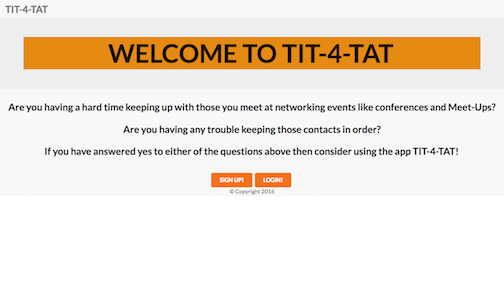 TIT-4-TAT
WELCOME TO TIT-4-TAT
Are you having a hard time keeping up with those you meet at networking events like conferences and Meet-Ups?
Are you having any trouble keeping those contacts in order?
If you have answered yes to either of the questions above then consider using the app TIT-4-TAT!
SIGN UP! LOGIN!
© Copyright 2016